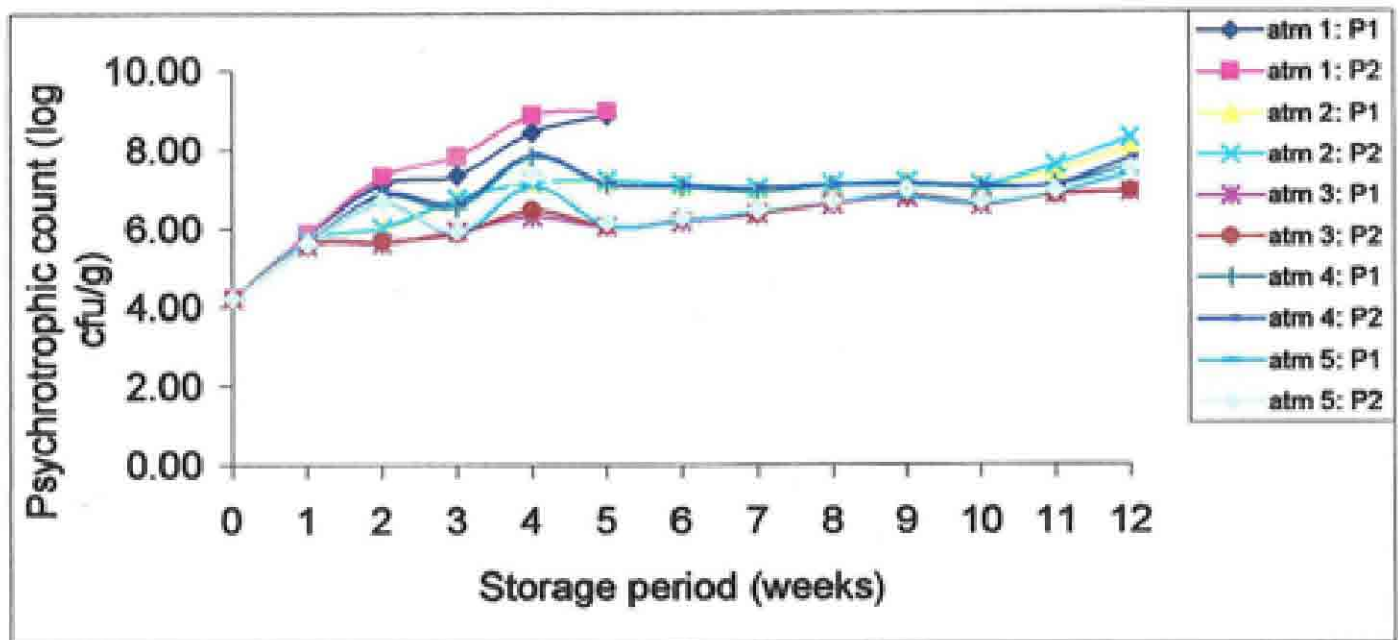 Psychrotrophic count (log
cfu/g)
10.00
8.00
6.00
4.00
2.00
0.00
0 1 2 3 4 5 6 7 8 9 10 11 12
Storage period (weeks)
atm 1: P1
atm 1: P2
atm 2: P1
atm 2: P2
atm 3: P1
atm 3: P2
atm 4: P1
atm 4: P2
atm 5: P1
atm 5: P2